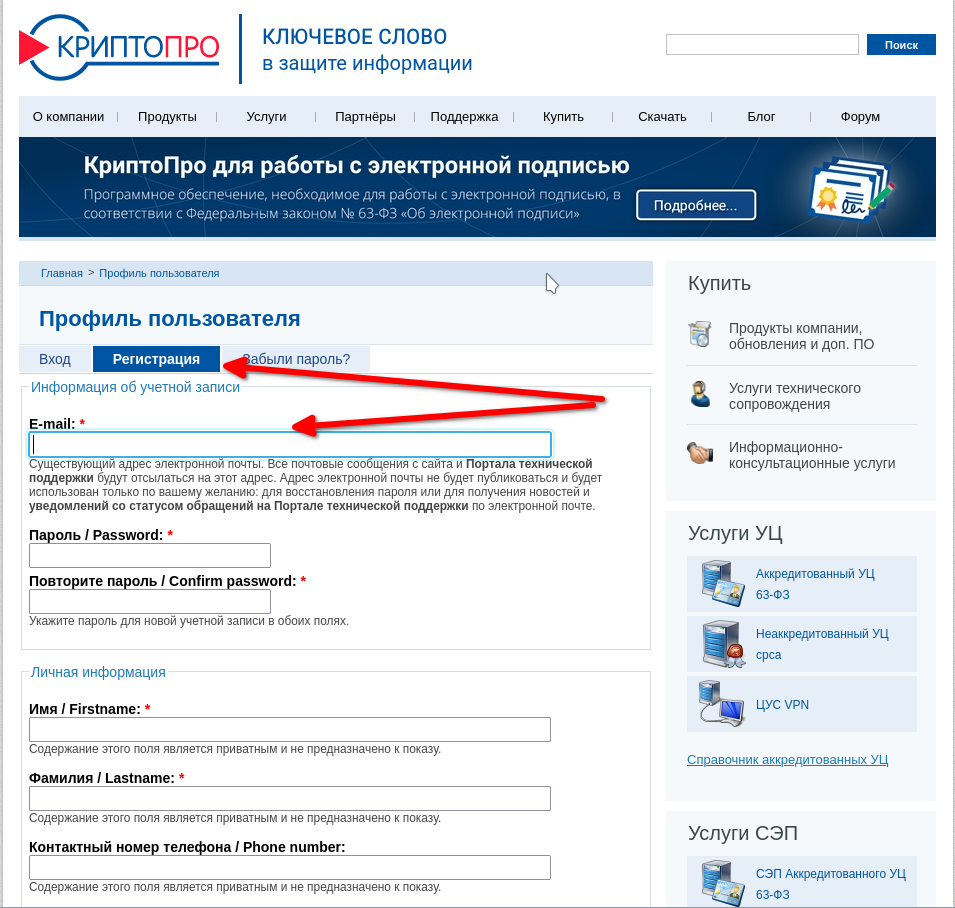 КРИПТОПРО
КЛЮЧЕВОЕ СЛОВО
в защите информации
Поиск
О компании
Продукты
Услуги
Партнёры
Поддержка
Купить
Скачать
Блог
Форум
КриптоПро для работы с электронной подписью
Программное обеспечение, необходимое для работы с электронной подписью, в
соответствии с Федеральным законом № 63-ФЗ «Об электронной подписи»
Подробнее...
Главная > Профиль пользователя
Профиль пользователя
Вход
Регистрация
Забыли пароль?
Информация об учетной записи
E-mail: *
Существующий адрес электронной почты. Все почтовые сообщения с сайта и Портала технической
поддержки будут отсылаться на этот адрес. Адрес электронной почты не будет публиковаться и будет
использован только по вашему желанию: для восстановления пароля или для получения новостей и
уведомлений со статусом обращений на Портале технической поддержки по электронной почте.
Пароль / Password: *
Повторите пароль / Confirm password: *
Укажите пароль для новой учетной записи в обоих полях.
Личная информация
Имя / Firstname: *
Содержание этого поля является приватным и не предназначено к показу.
Фамилия / Lastname: *
Содержание этого поля является приватным и не предназначено к показу.
Контактный номер телефона / Phone number:
Содержание этого поля является приватным и не предназначено к показу.
Купить
Продукты компании,
обновления и доп. ПО
Услуги технического
сопровождения
Информационно-
консультационные услуги
Услуги УЦ
Аккредитованный УЦ
63-ФЗ
Неаккредитованный УЦ
срса
ЦУС VPN
Справочник аккредитованных УЦ
Услуги СЭП
СЭП Аккредитованного УЦ
63-ФЗ